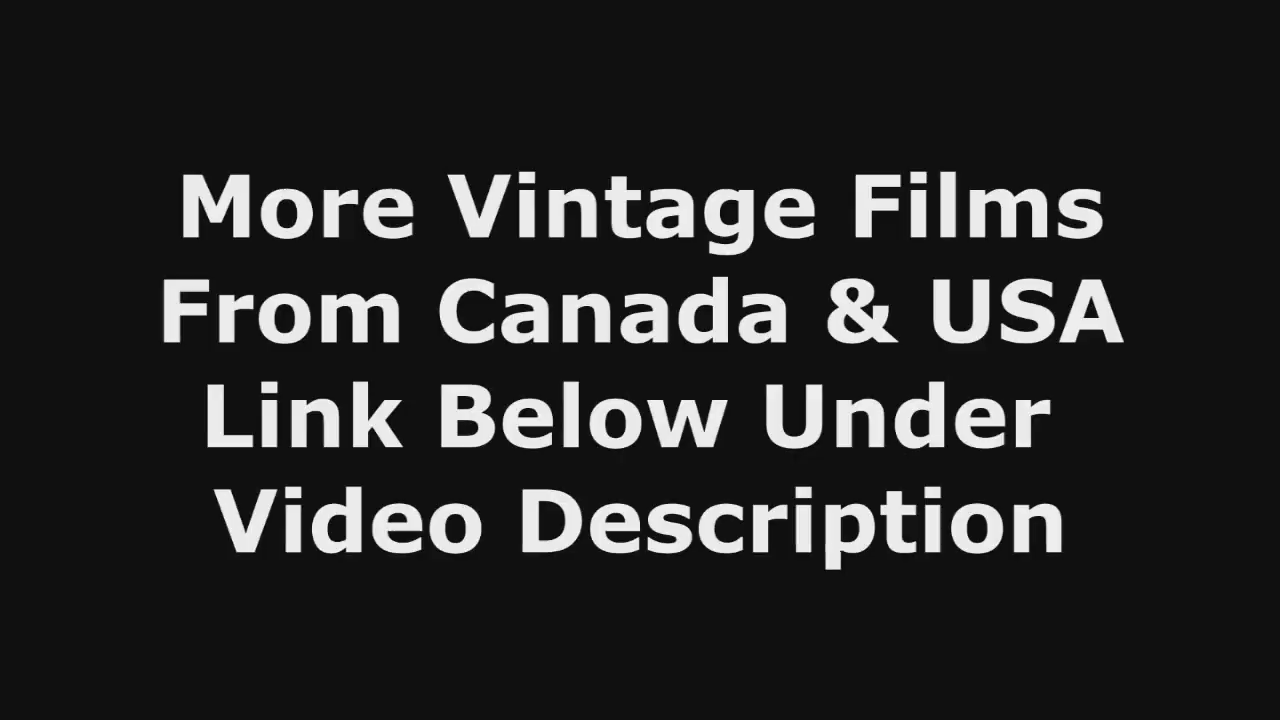 More Vintage Films
From Canada & USA
Link Below Under
Video Description